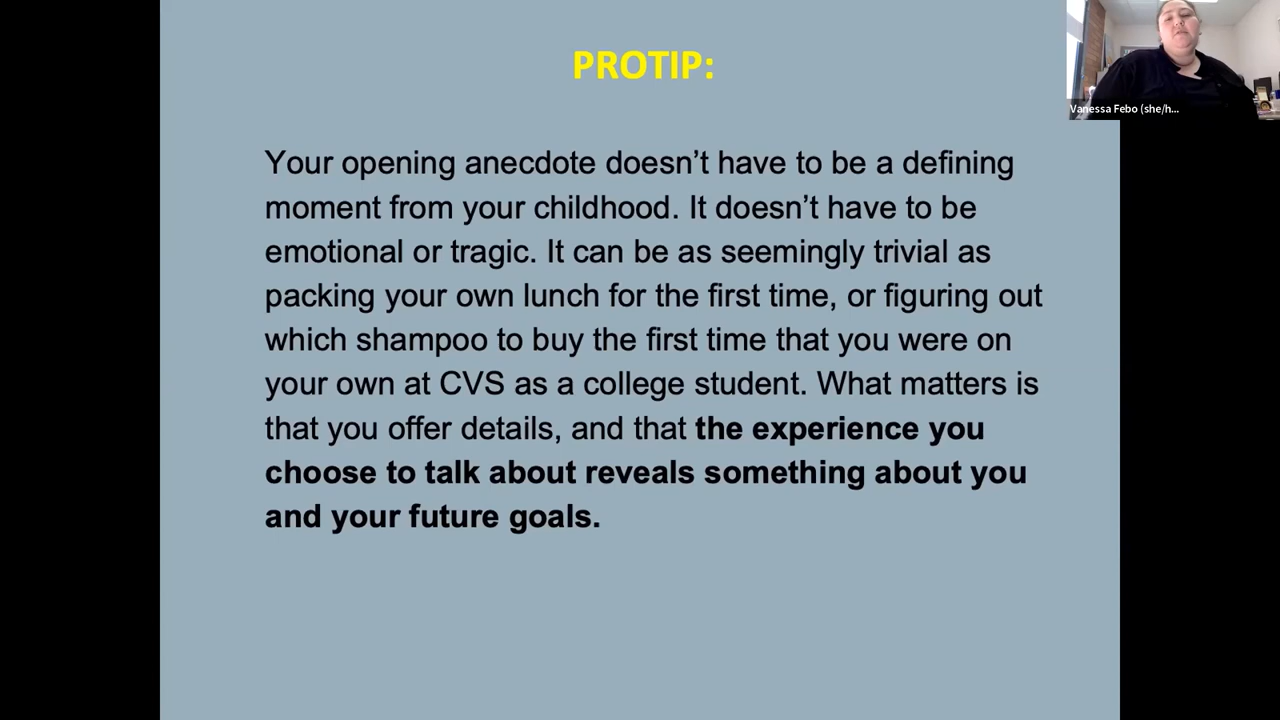 PROTIP:
Vanessa Febo (she/h...
Your opening anecdote doesn’t have to be a defining
moment from your childhood. It doesn’t have to be
emotional or tragic. It can be as seemingly trivial as
packing your own lunch for the first time, or figuring out
which shampoo to buy the first time that you were on
your own at CVS as a college student. What matters is
that you offer details, and that the experience you
choose to talk about reveals something about you
and your future goals.